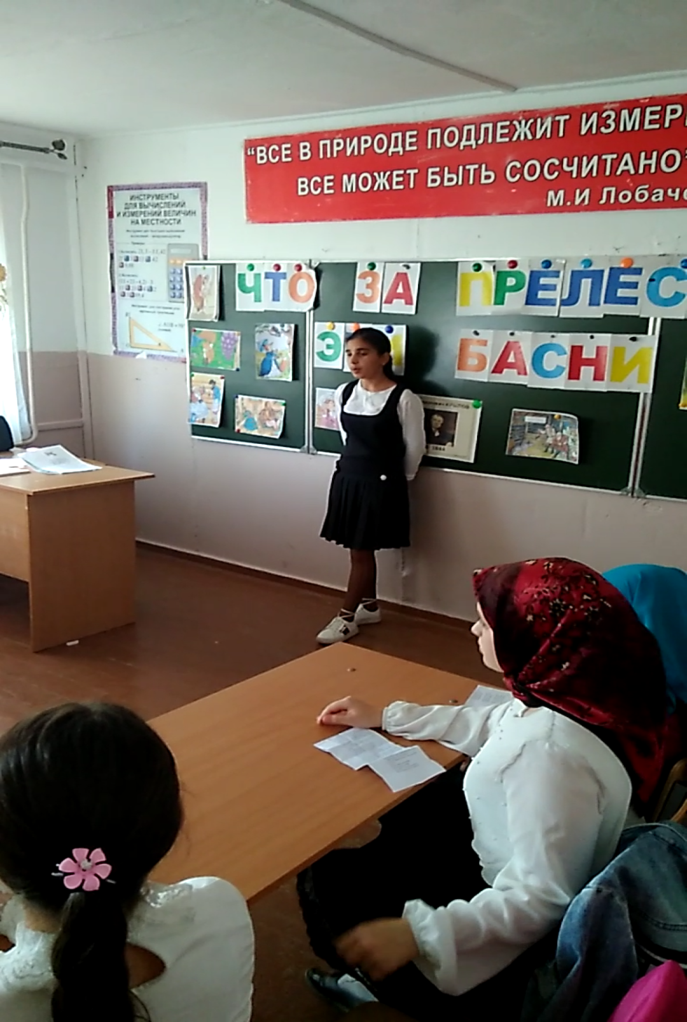 "ВСЕ В ПРИРОДЕ ПОДЛЕЖИТ ИЗМЕР
ВСЕ МОЖЕТ БЫТЬ СОСЧИТАНО"
М.И Лобаче
ИНСТРУМЕНТЫ
ДЛЯ ВЫЧИСЛЕНИЙ
И ИЗМЕРЕНИЙ ВЕЛИЧИН
НА МЕСТНОСТИ
ЧТО ЗА ПРЕЛЕС
Э И БАСНИ